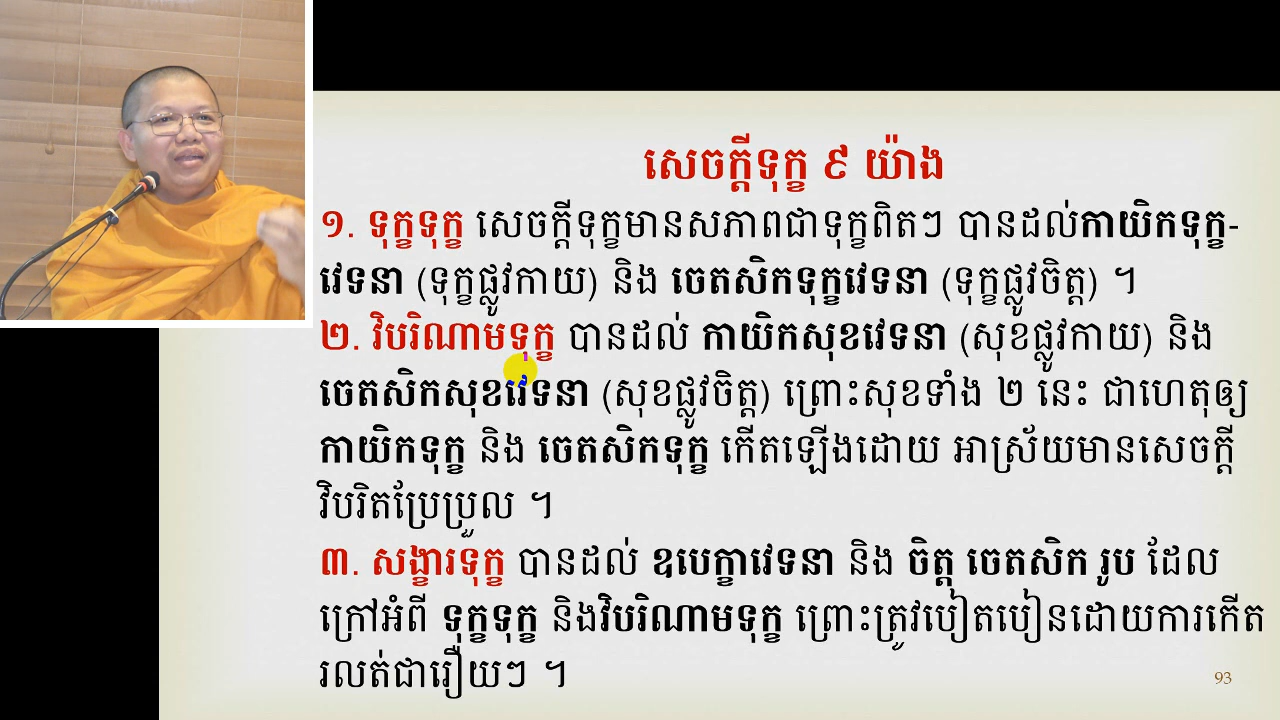 សេចក្តីទុក្ខ ៩ យ៉ាង
១. ទុក្ខទុក្ខ សេចក្តីទុក្ខមានសភាពជាទុក្ខពិតៗ បានដល់កាយិកទុក្ខ-
វេទនា (ទុក្ខផ្លូវកាយ) និង ចេតសិកទុក្ខវេទនា (ទុក្ខផ្លូវចិត្ត) ។
២. វិបរិណាមទុក្ខ បានដល់ កាយិកសុខវេទនា (សុខផ្លូវកាយ) និង
ចេតសិកសុខវេទនា (សុខផ្លូវចិត្ត) ព្រោះសុខទាំង ២ នេះ ជាហេតុឲ្យ
កាយិកទុក្ខ និង ចេតសិកទុក្ខ កើតឡើងដោយ អាស្រ័យមានសេចក្តី
វិបរិតប្រែប្រួល ។
៣. សង្ខារទុក្ខ បានដល់ ឧបេក្ខាវេទនា និង ចិត្ត ចេតសិក រូប ដែល
ក្រៅអំពី ទុក្ខទុក្ខ និងវិបរិណាមទុក្ខ ព្រោះត្រូវបៀតបៀនដោយការកើត
រលត់ជារឿយៗ ។
93